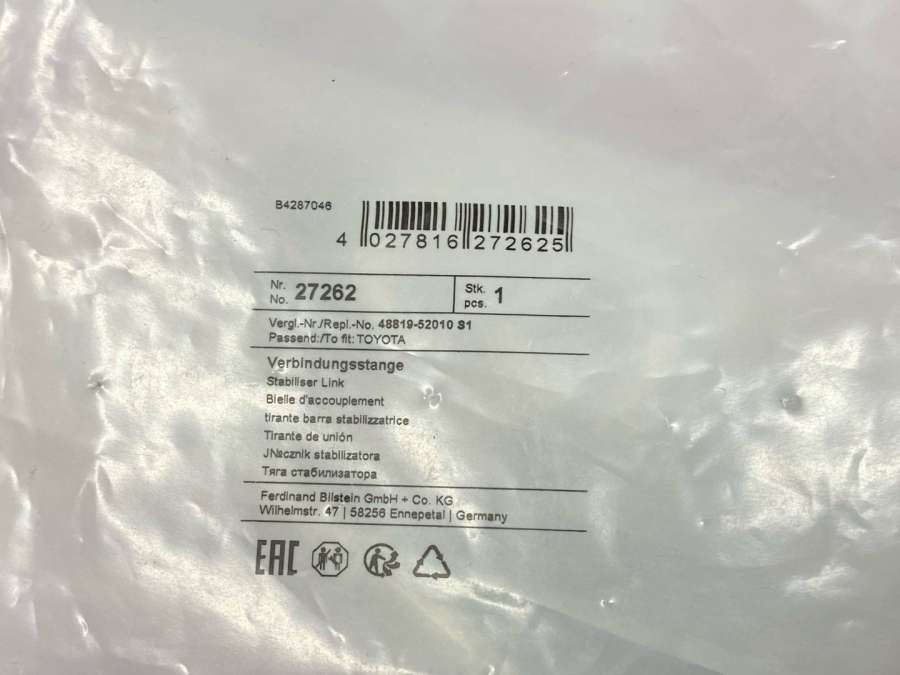 B4287046
4 027816 272625
Nr.
No. 27262
Stk.
pcs. 1
Vergl.-Nr./Repl.-No. 48819-52010 S1
Passend:/To fit: TOYOTA
Verbindungsstange
Stabiliser Link
Bielle d'accouplement
tirante barra stabilizzatrice
Tirante de unión
JNącznik stabilizatora
Тяга стабилизатора
Ferdinand Bilstein GmbH + Co. KG
Wilhelmstr. 47 | 58256 Ennepetal | Germany
EAC